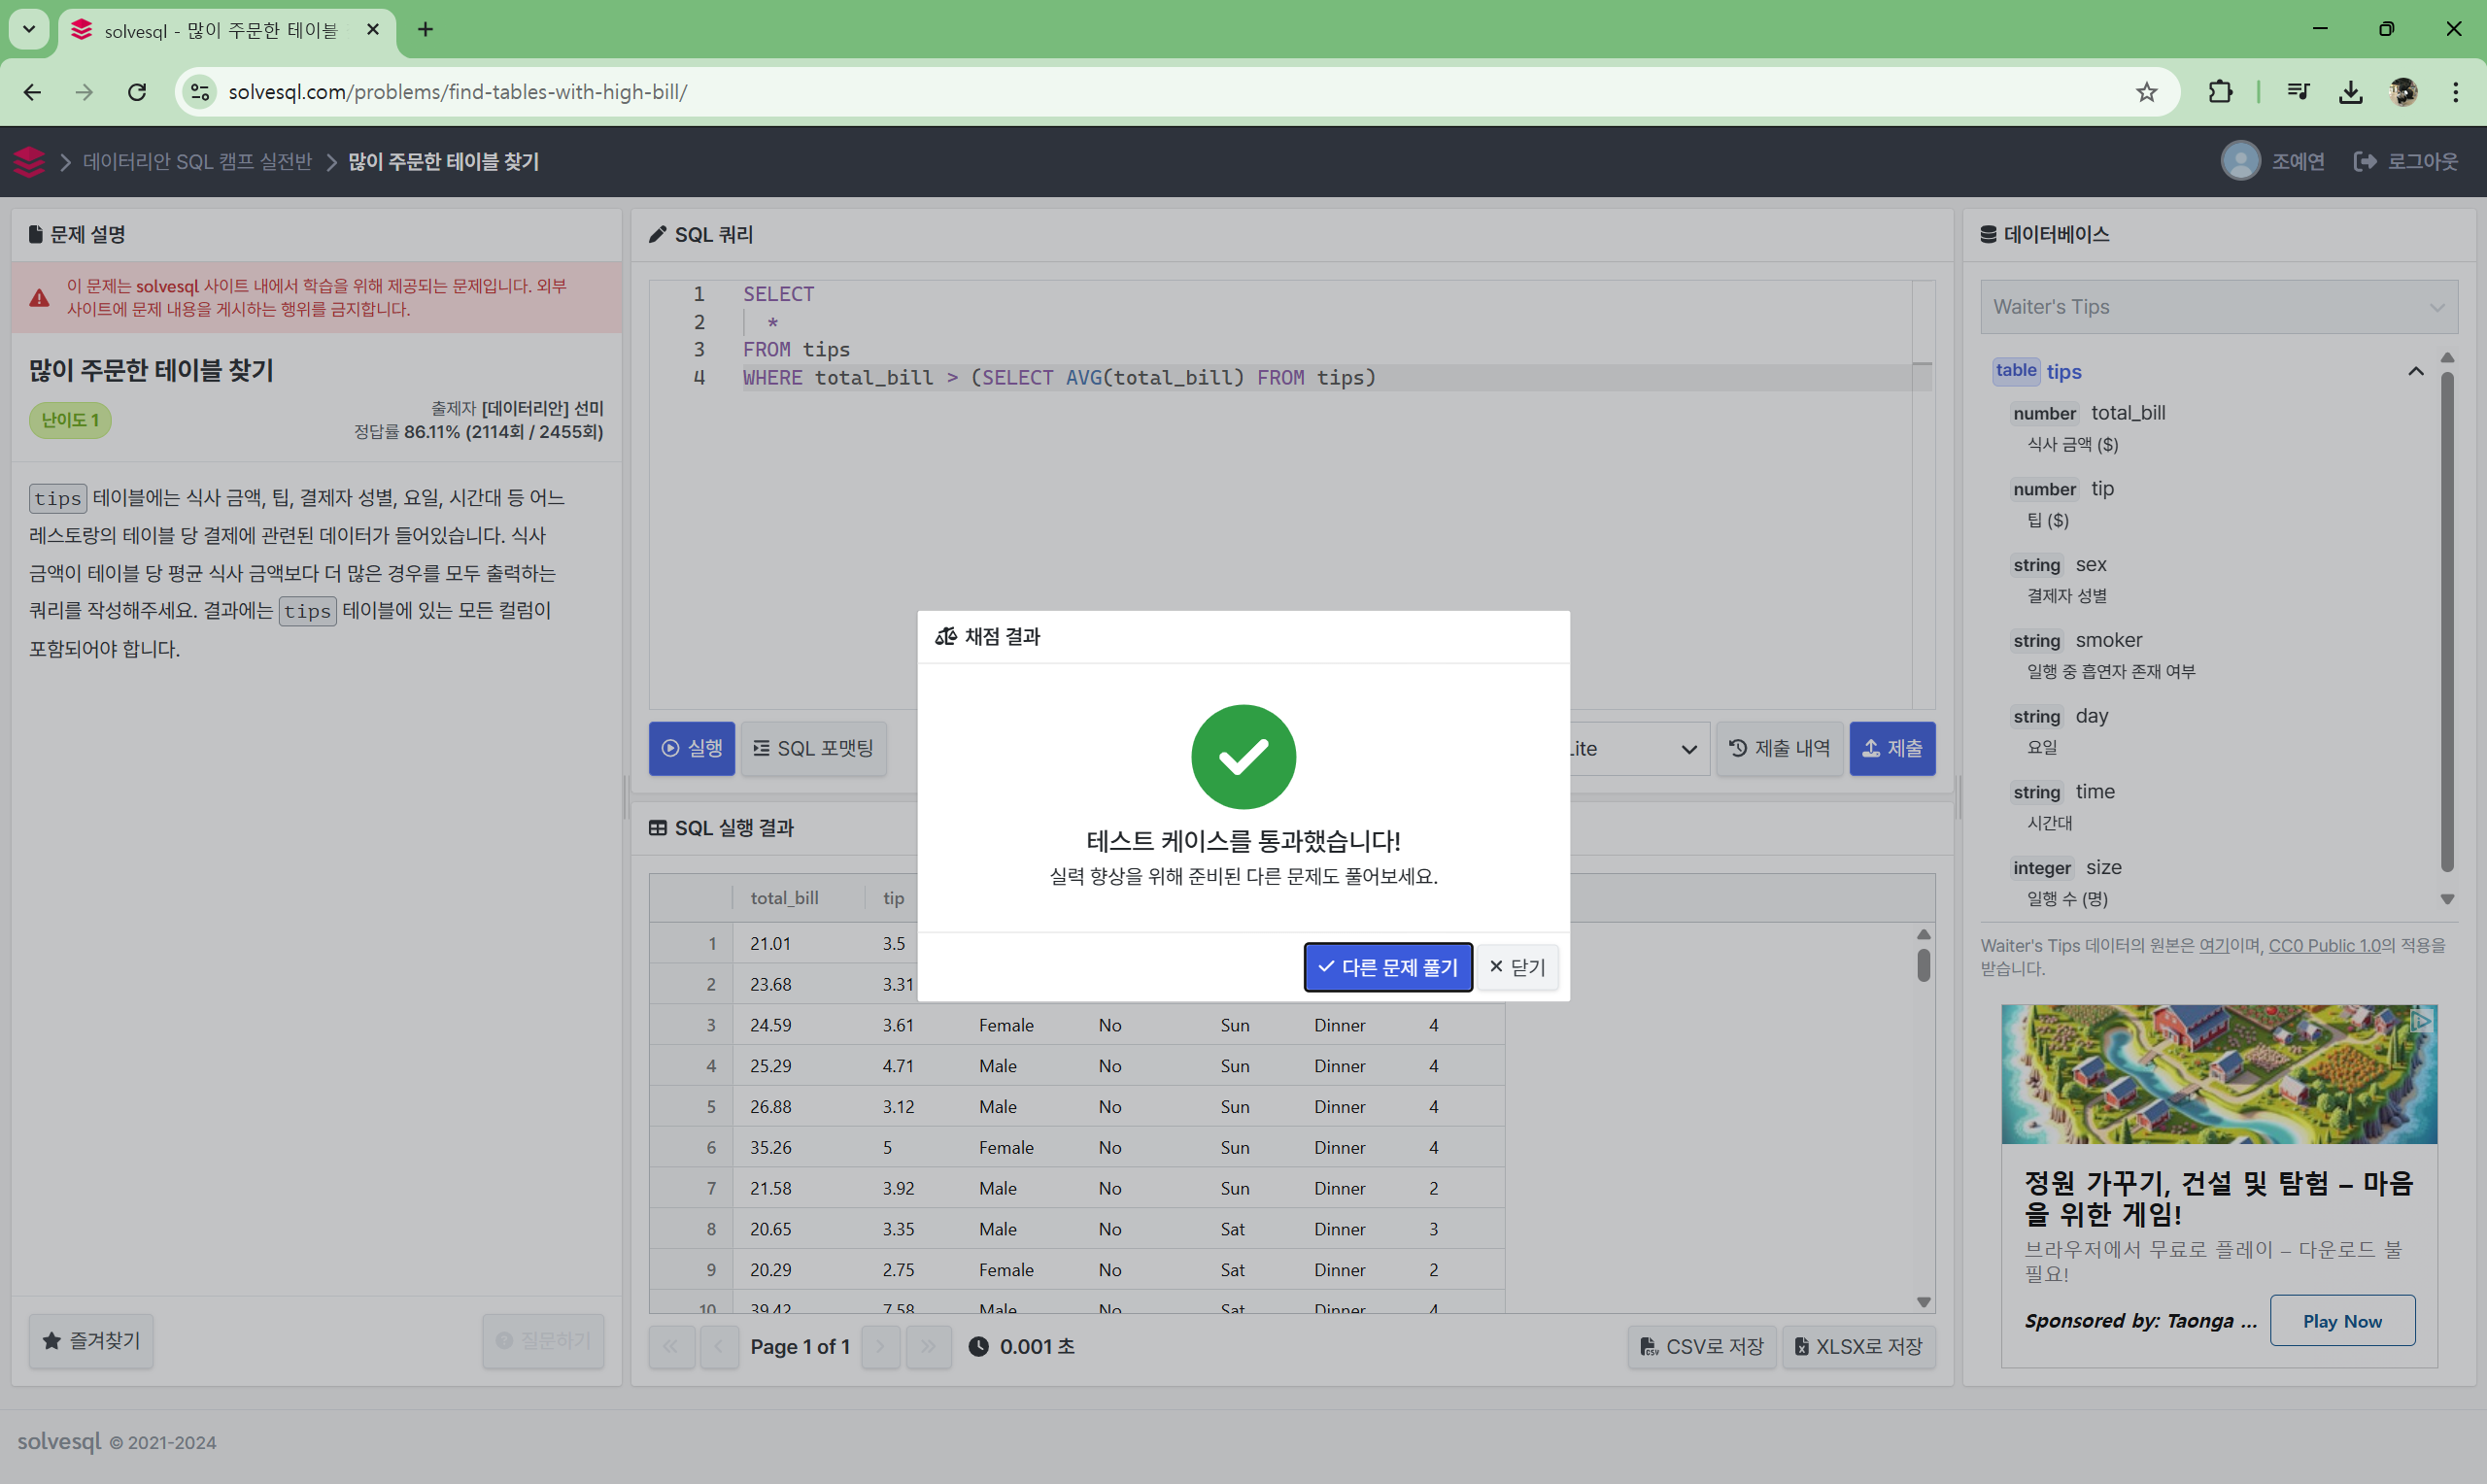 solvesql - 많이 주문한 테이블
solvesql.com/problems/find-tables-with-high-bill/
데이터리안 SQL 캠프 실전반
많이 주문한 테이블 찾기
조예연
로그아웃
문제 설명
이 문제는 solvesql 사이트 내에서 학습을 위해 제공되는 문제입니다. 외부
사이트에 문제 내용을 게시하는 행위를 금지합니다.
많이 주문한 테이블 찾기
난이도 1
출제자 [데이터리안] 선미
정답률 86.11% (2114회 / 2455회)
tips 테이블에는 식사 금액, 팁, 결제자 성별, 요일, 시간대 등 어느
레스토랑의 테이블 당 결제에 관련된 데이터가 들어있습니다. 식사
금액이 테이블 당 평균 식사 금액보다 더 많은 경우를 모두 출력하는
쿼리를 작성해주세요. 결과에는 tips 테이블에 있는 모든 컬럼이
포함되어야 합니다.
즐겨찾기
질문하기
SQL 쿼리
1 SELECT
2 *
3 FROM tips
4 WHERE total_bill > (SELECT AVG(total_bill) FROM tips)
실행
SQL 포맷팅
Lite
제출 내역
제출
SQL 실행 결과
total_bill tip
1 21.01 3.5
2 23.68 3.31
3 24.59 3.61 Female No Sun Dinner 4
4 25.29 4.71 Male No Sun Dinner 4
5 26.88 3.12 Male No Sun Dinner 4
6 35.26 5 Female No Sun Dinner 4
7 21.58 3.92 Male No Sun Dinner 2
8 20.65 3.35 Male No Sat Dinner 3
9 20.29 2.75 Female No Sat Dinner 2
10 39.42 7.58 Male No Sat Dinner 4
Page 1 of 1
0.001 초
CSV로 저장
XLSX로 저장
채점 결과
테스트 케이스를 통과했습니다!
실력 향상을 위해 준비된 다른 문제도 풀어보세요.
다른 문제 풀기
닫기
데이터베이스
Waiter's Tips
table tips
number total_bill
식사 금액 ($)
number tip
팁 ($)
string sex
결제자 성별
string smoker
일행 중 흡연자 존재 여부
string day
요일
string time
시간대
integer size
일행 수 (명)
Waiter's Tips 데이터의 원본은 여기이며, CC0 Public 1.0의 적용을
받습니다.
정원 가꾸기, 건설 및 탐험 – 마음
을 위한 게임!
브라우저에서 무료로 플레이 – 다운로드 불
필요!
Sponsored by: Taonga ...
Play Now
solvesql © 2021-2024